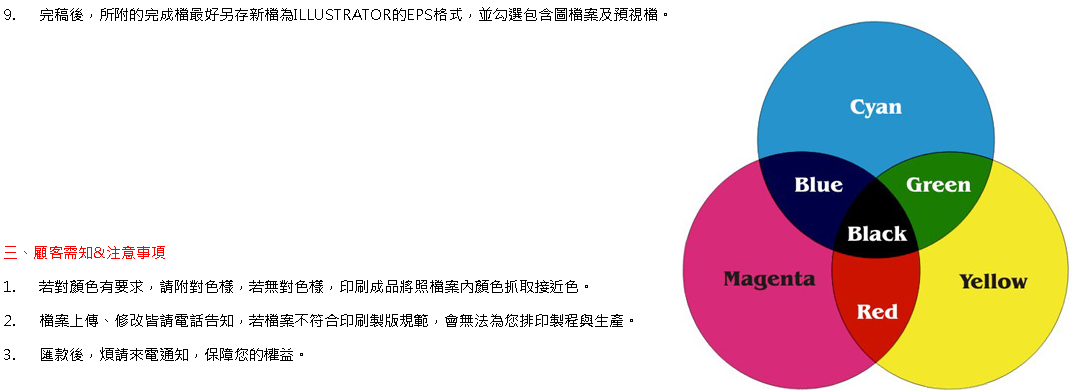 9. 完稿後，所附的完成檔最好另存新檔為ILLUSTRATOR的EPS格式，並勾選包含圖檔案及預視檔。
Cyan
Blue
Green
Black
Magenta
Yellow
Red
三、顧客需知&注意事項
1. 若對顏色有要求，請附對色樣，若無對色樣，印刷成品將照檔案內顏色抓取接近色。
2. 檔案上傳、修改皆請電話告知，若檔案不符合印刷製版規範，會無法為您排印製程與生產。
3. 匯款後，煩請來電通知，保障您的權益。